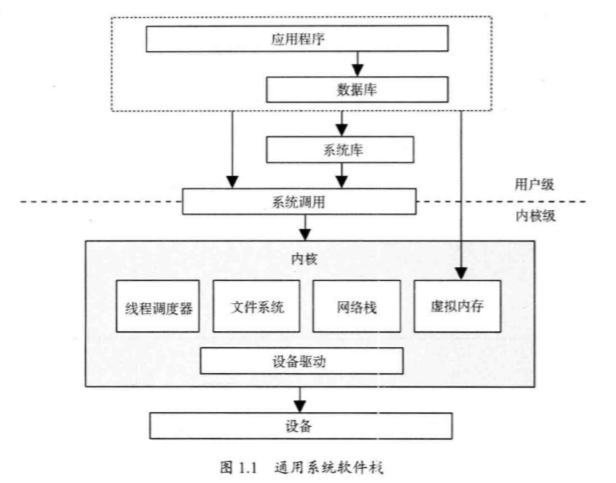 应用程序
数据库
系统库
用户级
系统调用
内核级
内核
线程调度器
文件系统
网络栈
虚拟内存
设备驱动
设备
图 1.1 通用系统软件栈